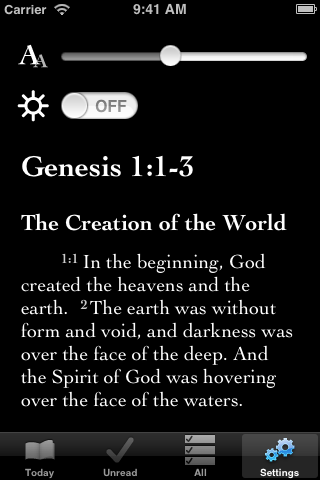 Carrier 9:41 AM
AA
OFF
Genesis 1:1-3
The Creation of the World
1:1 In the beginning, God
created the heavens and the
earth. 2 The earth was without
form and void, and darkness was
over the face of the deep. And
the Spirit of God was hovering
over the face of the waters.
Today Unread All Settings